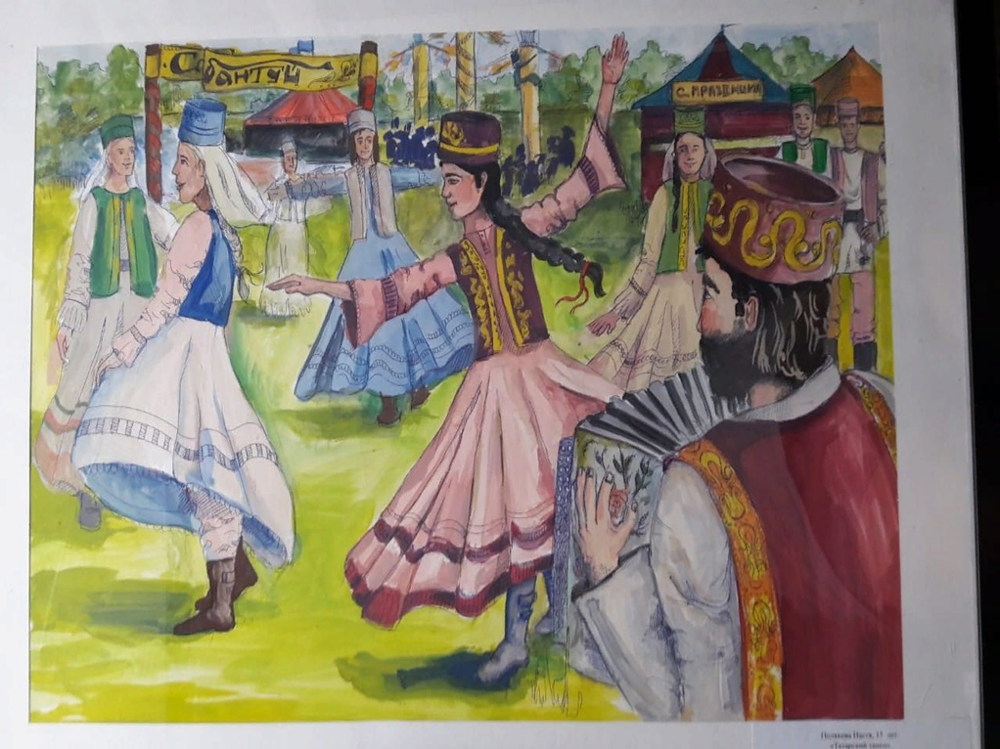 Сабантуй
С ПРАЗДНИКОМ
Полякова Настя, 15 лет
«Татарский танец»